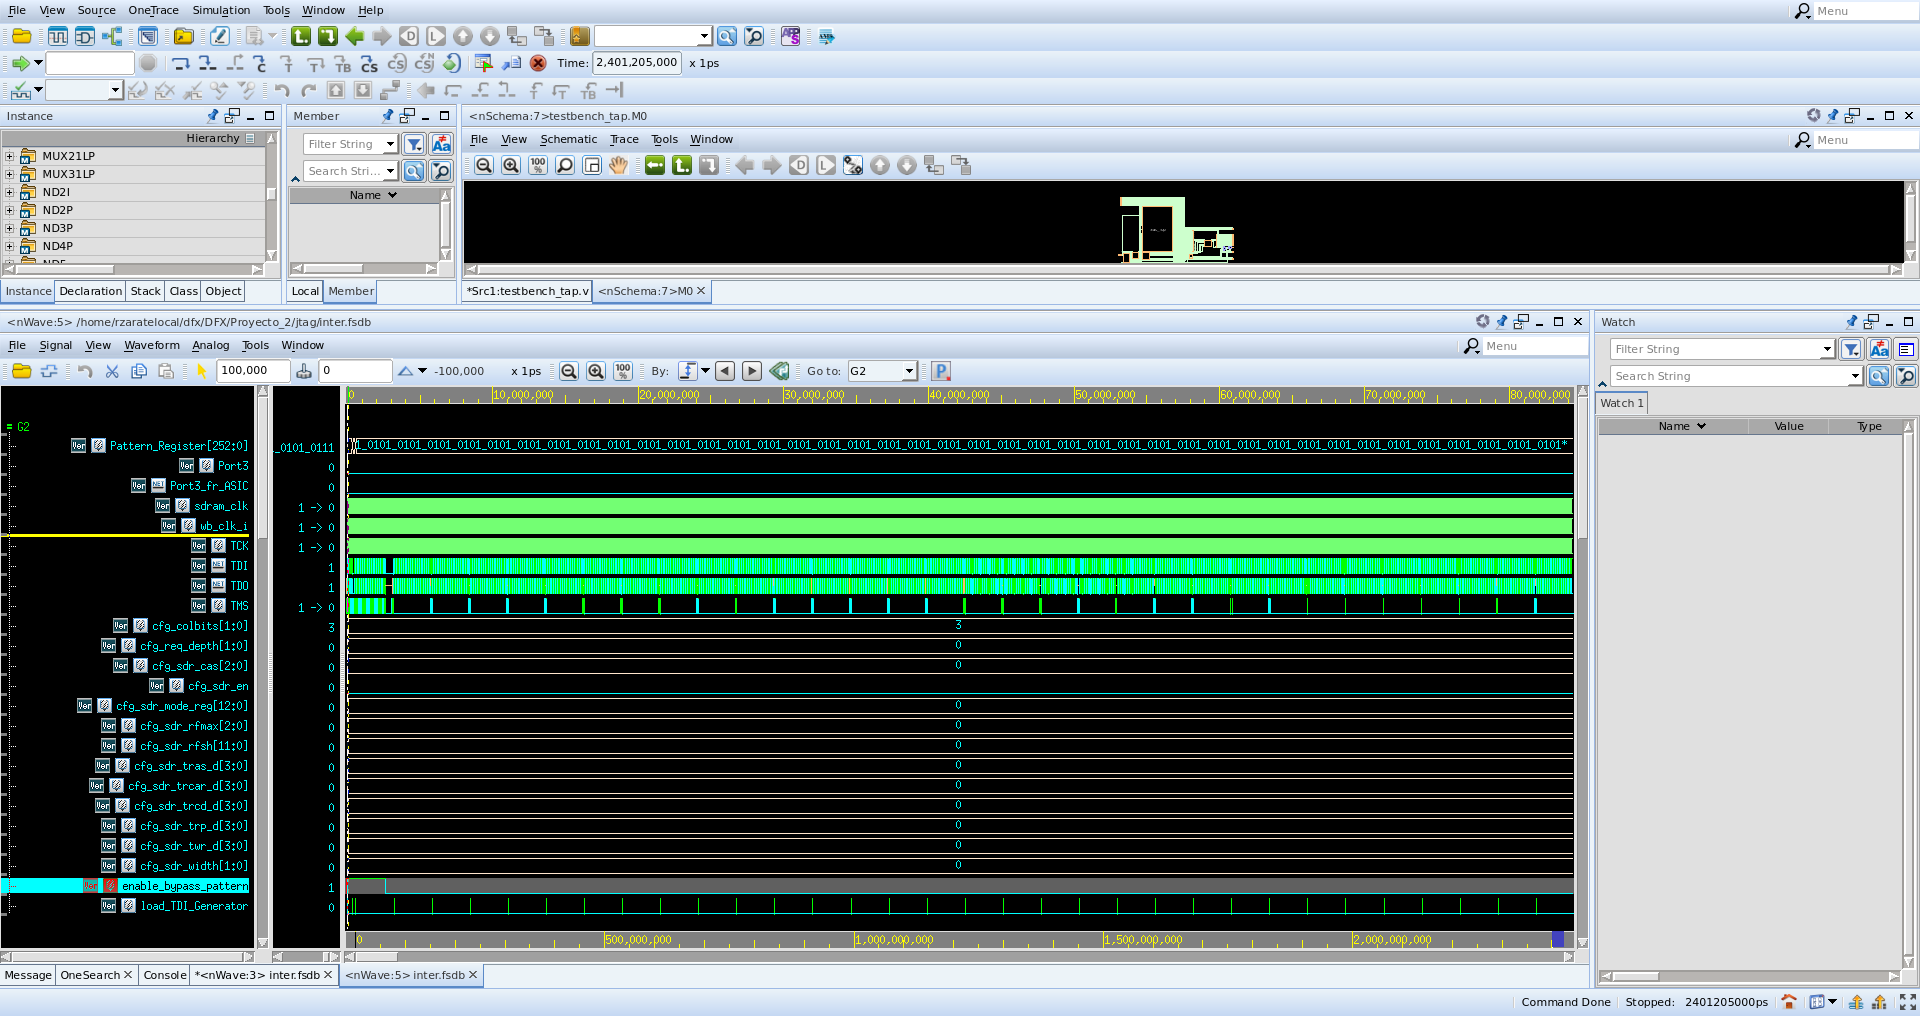 File View Source OneTrace Simulation Tools Window Help
Menu
Time: 2,401,205,000 x 1ps
Instance
Hierarchy
MUX21LP
MUX31LP
ND2I
ND2P
ND3P
ND4P
Instance Declaration Stack Class Object
Member
Filter String
Search Stri...
Name
Local Member
<nSchema:7>testbench_tap.M0
File View Schematic Trace Tools Window
Menu
*Src1:testbench_tap.v <nSchema:7>M0
<nWave:5> /home/rzaratelocal/dfx/DFX/Proyecto_2/jtag/inter.fsdb
File Signal View Waveform Analog Tools Window
Menu
100,000 0 -100,000 x 1ps By: Go to: G2
0 10,000,000 20,000,000 30,000,000 40,000,000 50,000,000 60,000,000 70,000,000 80,000,000
= G2
Pattern_Register[252:0] _0101_0111 1_0101_0101_0101_0101_0101_0101_0101_0101_0101_0101_0101_0101_0101_0101_0101_0101_0101_0101_0101_0101_0101_0101_0101_0101_0101_0101_0101_0101_0101_0101_0101_0101_0101_0101_0101_0101_0101_0101_0101_0101*
Port3 0
Port3_fr_ASIC 0
sdram_clk 1 -> 0
wb_clk_i 1 -> 0
TCK 1 -> 0
TDI 1
TDO 1
TMS 1 -> 0
cfg_colbits[1:0] 3 3
cfg_req_depth[1:0] 0 0
cfg_sdr_cas[2:0] 0 0
cfg_sdr_en 0
cfg_sdr_mode_reg[12:0] 0 0
cfg_sdr_rfmax[2:0] 0 0
cfg_sdr_rfsh[11:0] 0 0
cfg_sdr_tras_d[3:0] 0 0
cfg_sdr_trcar_d[3:0] 0 0
cfg_sdr_trcd_d[3:0] 0 0
cfg_sdr_trp_d[3:0] 0 0
cfg_sdr_twr_d[3:0] 0 0
cfg_sdr_width[1:0] 0 0
enable_bypass_pattern 1
load_TDI_Generator 0
0 500,000,000 1,000,000,000 1,500,000,000 2,000,000,000
Message OneSearch Console *<nWave:3> inter.fsdb <nWave:5> inter.fsdb
Watch
Filter String
Search String
Watch 1
Name Value Type
Command Done Stopped: 2401205000ps